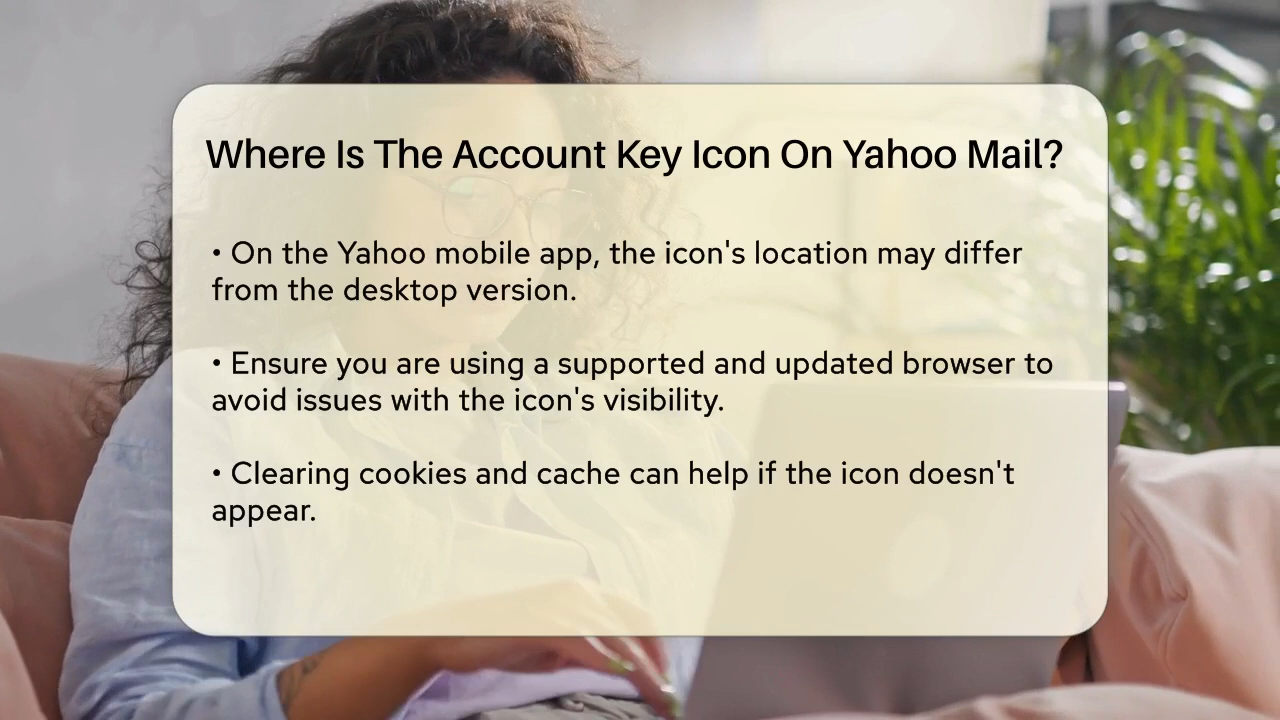 Where Is The Account Key Icon On Yahoo Mail?
• On the Yahoo mobile app, the icon's location may differ
from the desktop version.
• Ensure you are using a supported and updated browser to
avoid issues with the icon's visibility.
• Clearing cookies and cache can help if the icon doesn't
appear.